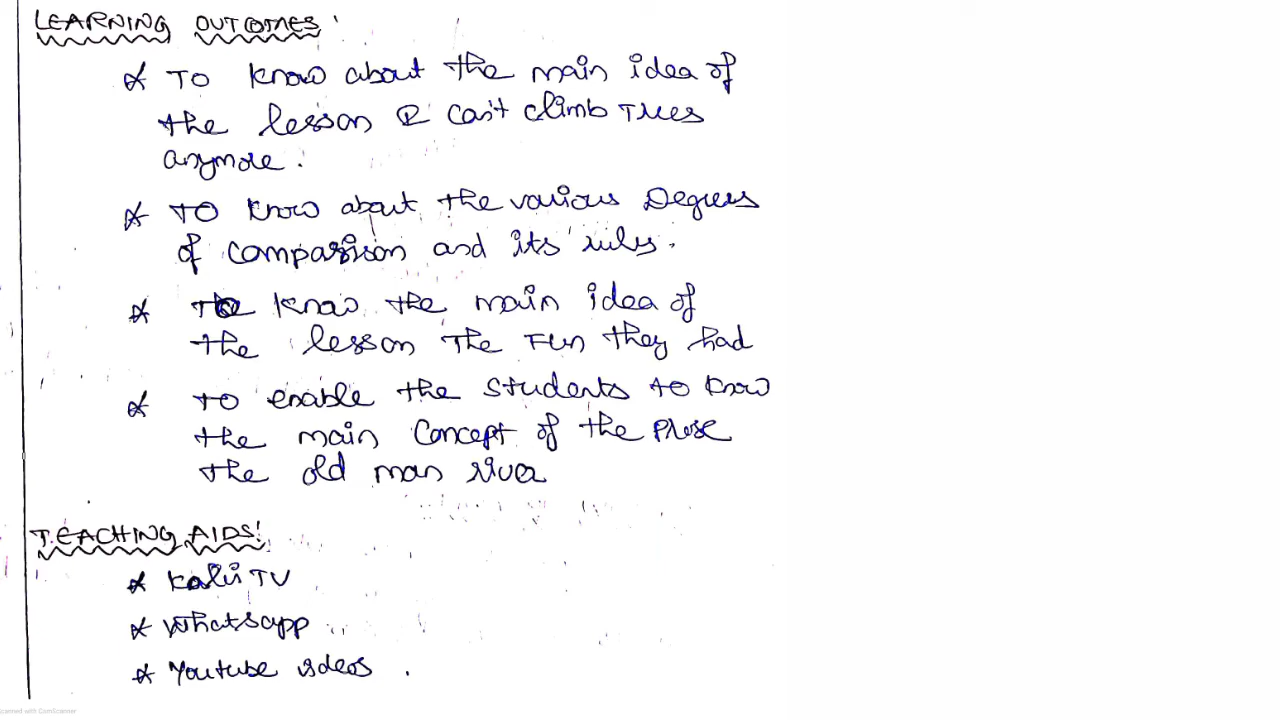 LEARNING OUTCOMES:
* To know about the main idea of
the lesson I can't climb Trees
anymore.
* To know about the various Degrees
of comparison and its rules.
* To know the main idea of
the lesson The Fun they had
* To enable the students to know
the main concept of the Prose
the old man river
TEACHING AIDS:
* Kalvi TV
* Whatsapp
* Youtube videos.
Scanned with CamScanner